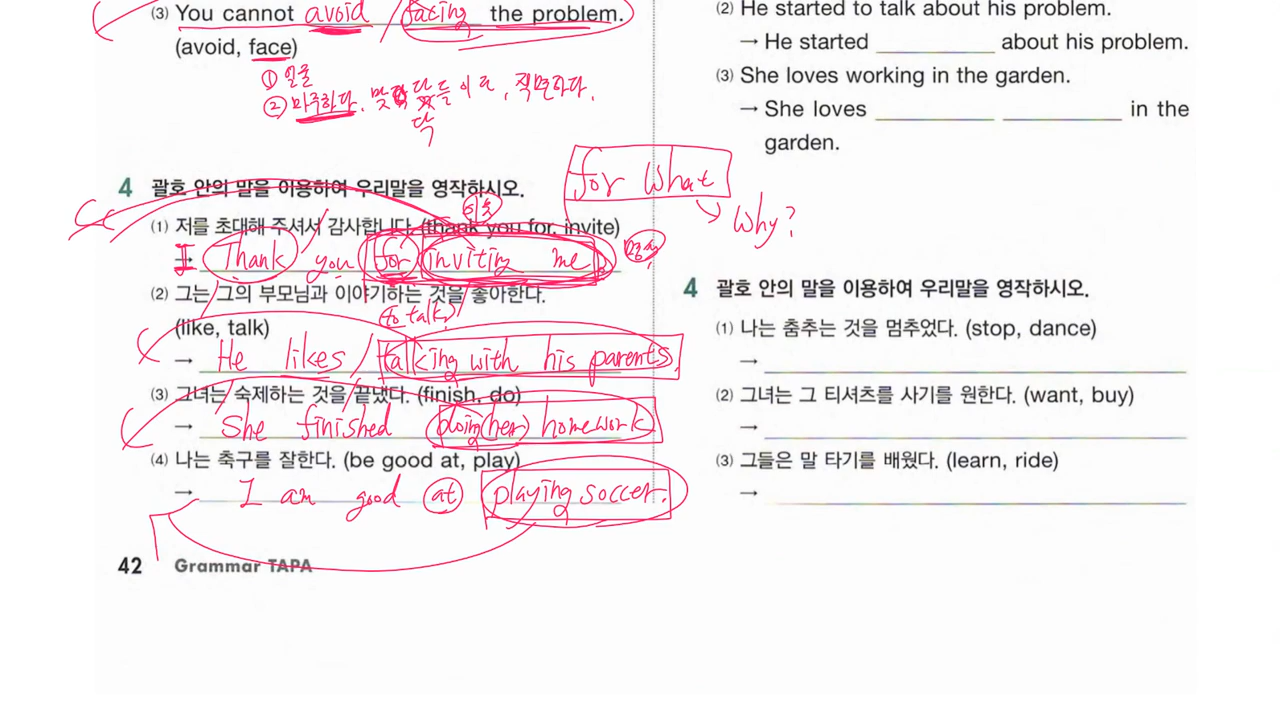 (3) You cannot avoid / facing the problem.
(avoid, face)
① 얼굴
② 마주하다. 맞닥 들이다, 직면하다.
닥
4 괄호 안의 말을 이용하여 우리말을 영작하시오.
for what
Why?
(1) 저를 초대해 주셔서 감사합니다. (thank you for, invite)
이유
→ Thank you for inviting me.
(2) 그는 그의 부모님과 이야기하는 것을 좋아한다.
(like, talk)
to talk
→ He likes / talking with his parents.
(3) 그녀는 숙제하는 것을 끝냈다. (finish, do)
→ She finished doing (her) homework.
(4) 나는 축구를 잘한다. (be good at, play)
→ I am good at playing soccer.
42 Grammar TAPA
(2) He started to talk about his problem.
→ He started about his problem.
(3) She loves working in the garden.
→ She loves in the
garden.
4 괄호 안의 말을 이용하여 우리말을 영작하시오.
(1) 나는 춤추는 것을 멈추었다. (stop, dance)
→
(2) 그녀는 그 티셔츠를 사기를 원한다. (want, buy)
→
(3) 그들은 말 타기를 배웠다. (learn, ride)
→